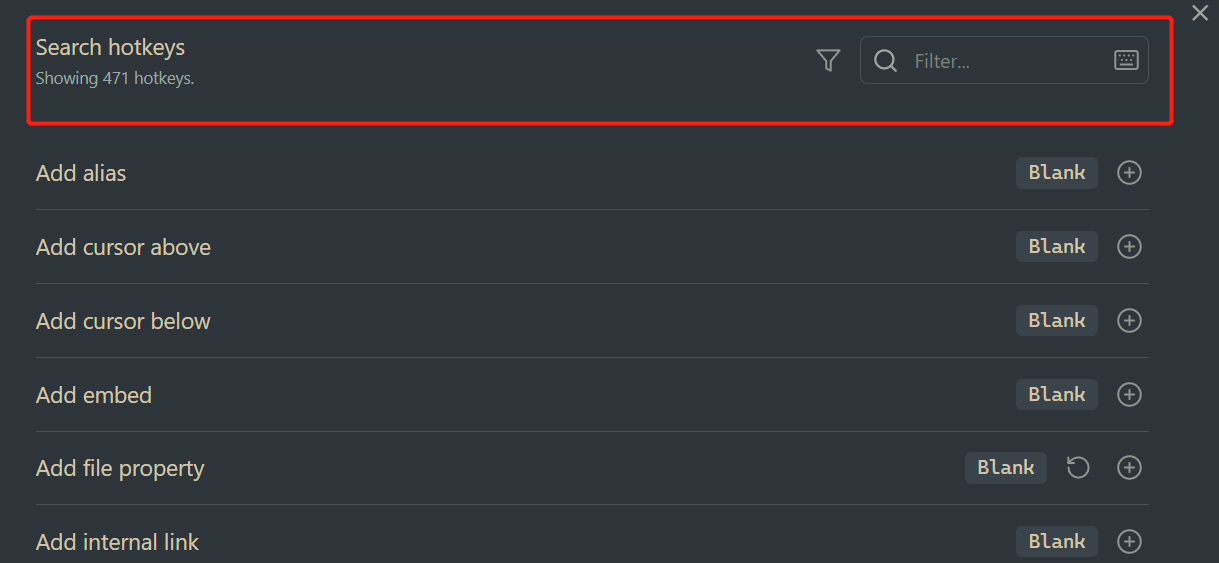 Search hotkeys
Showing 471 hotkeys.
Filter...
Add alias
Blank
Add cursor above
Blank
Add cursor below
Blank
Add embed
Blank
Add file property
Blank
Add internal link
Blank